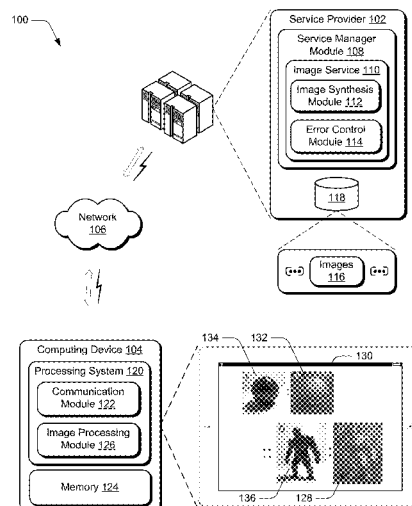 100
Service Provider 102
Service Manager
Module 108
Image Service 110
Image Synthesis
Module 112
Error Control
Module 114
118
Images
116
Network
106
Computing Device 104
Processing System 120
Communication
Module 122
Image Processing
Module 126
Memory 124
134
132
130
136
128